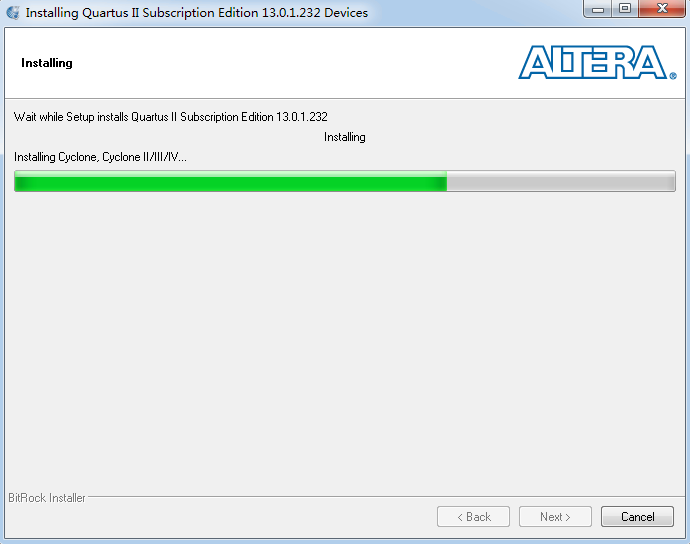 Installing Quartus II Subscription Edition 13.0.1.232 Devices
Installing
ALTERA®
Wait while Setup installs Quartus II Subscription Edition 13.0.1.232
Installing
Installing Cyclone, Cyclone II/III/IV...
BitRock Installer
< Back
Next >
Cancel